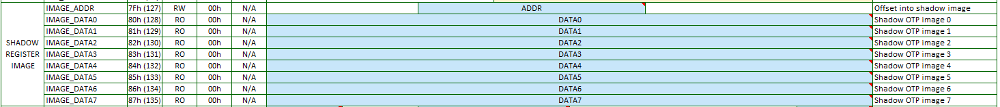 IMAGE_ADDR 7Fh (127) RW 00h N/A ADDR Offset into shadow image
IMAGE_DATA0 80h (128) RO 00h N/A DATA0 Shadow OTP image 0
IMAGE_DATA1 81h (129) RO 00h N/A DATA1 Shadow OTP image 1
SHADOW IMAGE_DATA2 82h (130) RO 00h N/A DATA2 Shadow OTP image 2
REGISTER IMAGE_DATA3 83h (131) RO 00h N/A DATA3 Shadow OTP image 3
IMAGE IMAGE_DATA4 84h (132) RO 00h N/A DATA4 Shadow OTP image 4
IMAGE_DATA5 85h (133) RO 00h N/A DATA5 Shadow OTP image 5
IMAGE_DATA6 86h (134) RO 00h N/A DATA6 Shadow OTP image 6
IMAGE_DATA7 87h (135) RO 00h N/A DATA7 Shadow OTP image 7